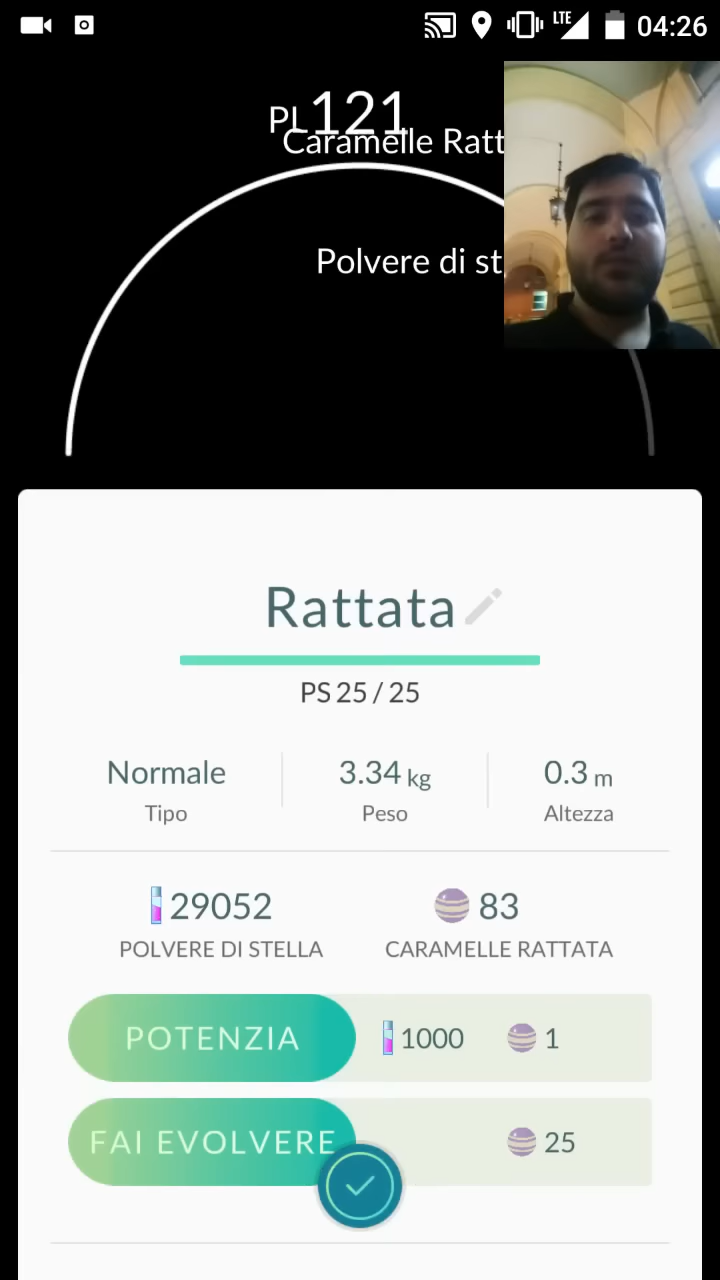 LTE 04:26
PL121
Caramelle Ratt
Polvere di st
Rattata
PS 25 / 25
Normale 3.34 kg 0.3 m
Tipo Peso Altezza
29052 83
POLVERE DI STELLA CARAMELLE RATTATA
POTENZIA 1000 1
FAI EVOLVERE 25